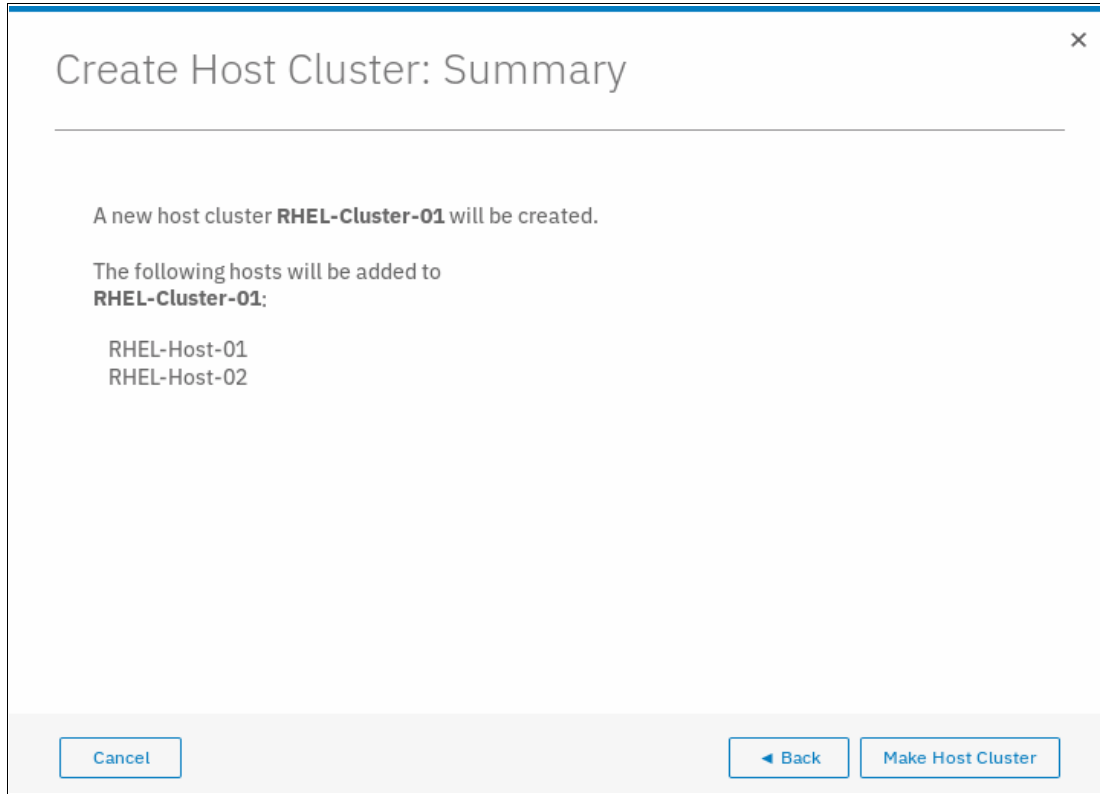 Create Host Cluster: Summary
A new host cluster RHEL-Cluster-01 will be created.
The following hosts will be added to
RHEL-Cluster-01:
RHEL-Host-01
RHEL-Host-02
Cancel
◄ Back
Make Host Cluster